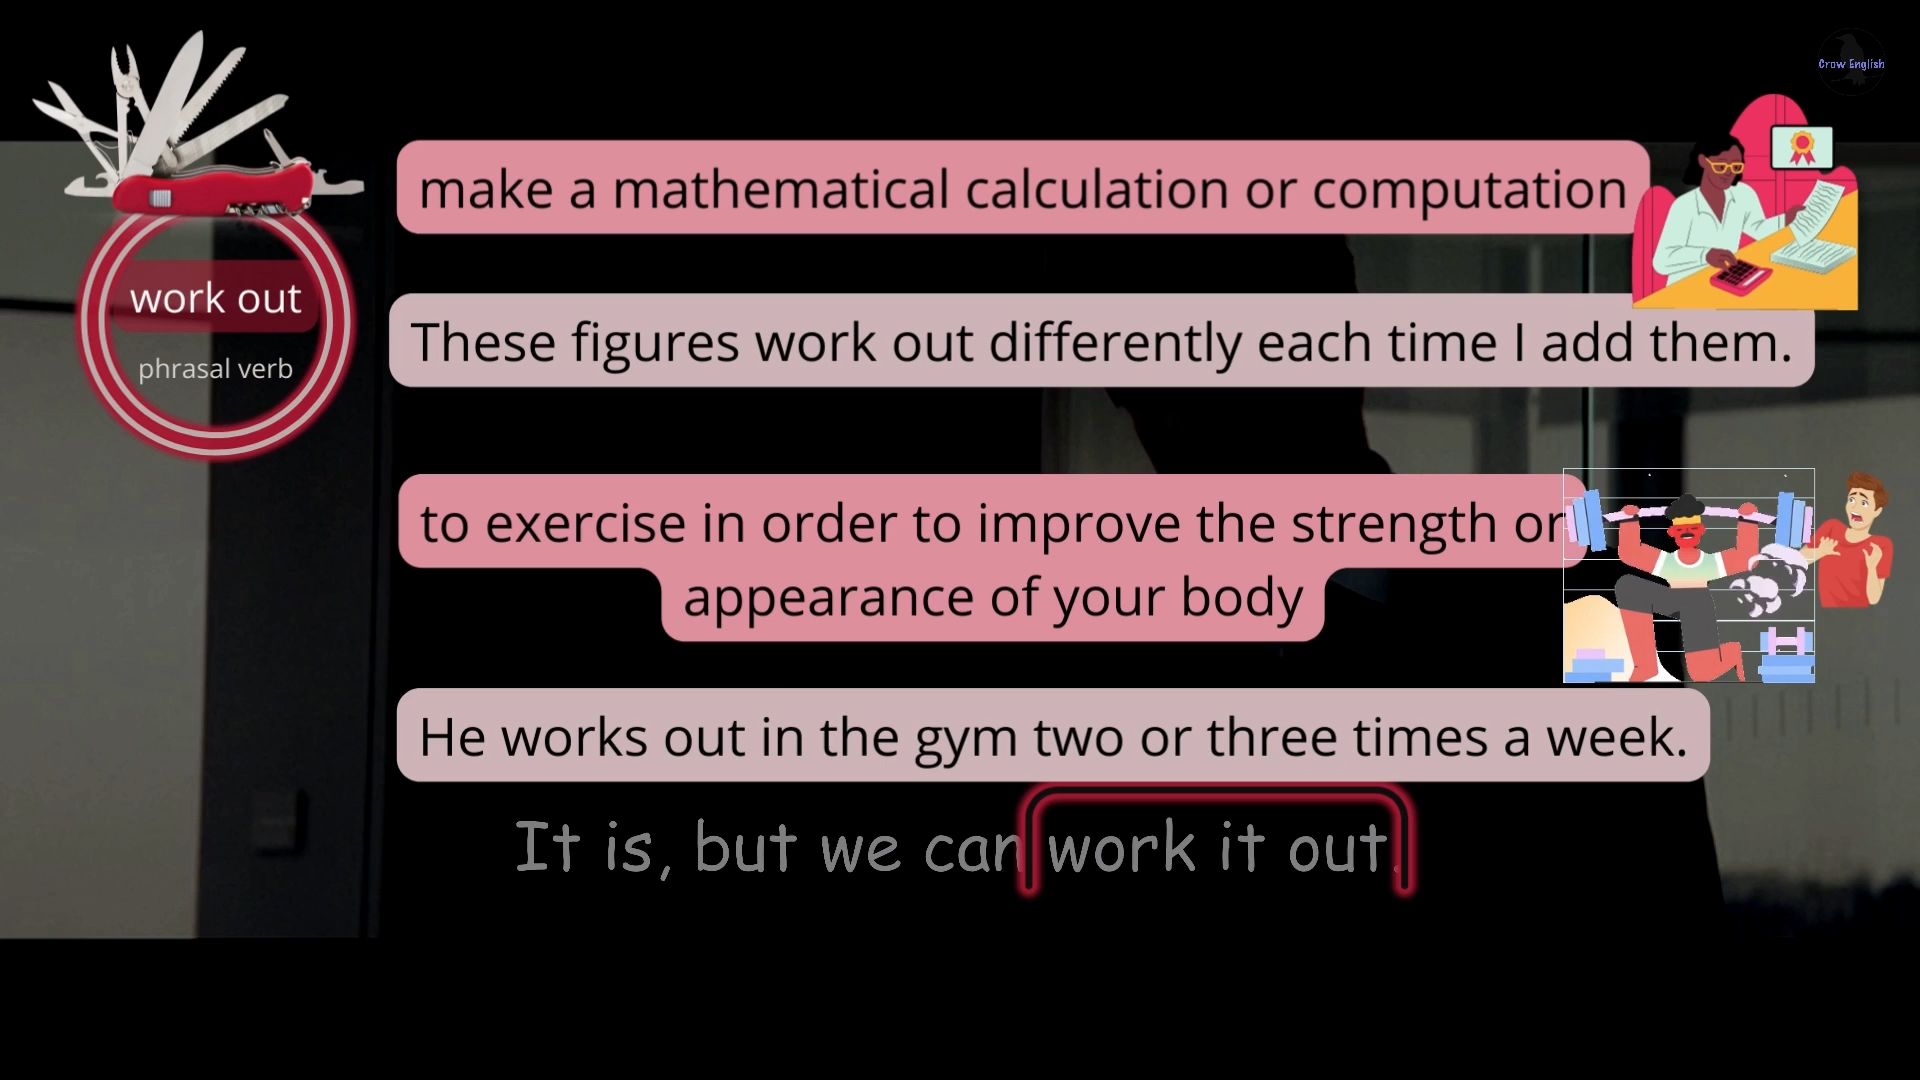 Crow English
make a mathematical calculation or computation
work out
phrasal verb
These figures work out differently each time I add them.
to exercise in order to improve the strength or
appearance of your body
He works out in the gym two or three times a week.
It is, but we can work it out.